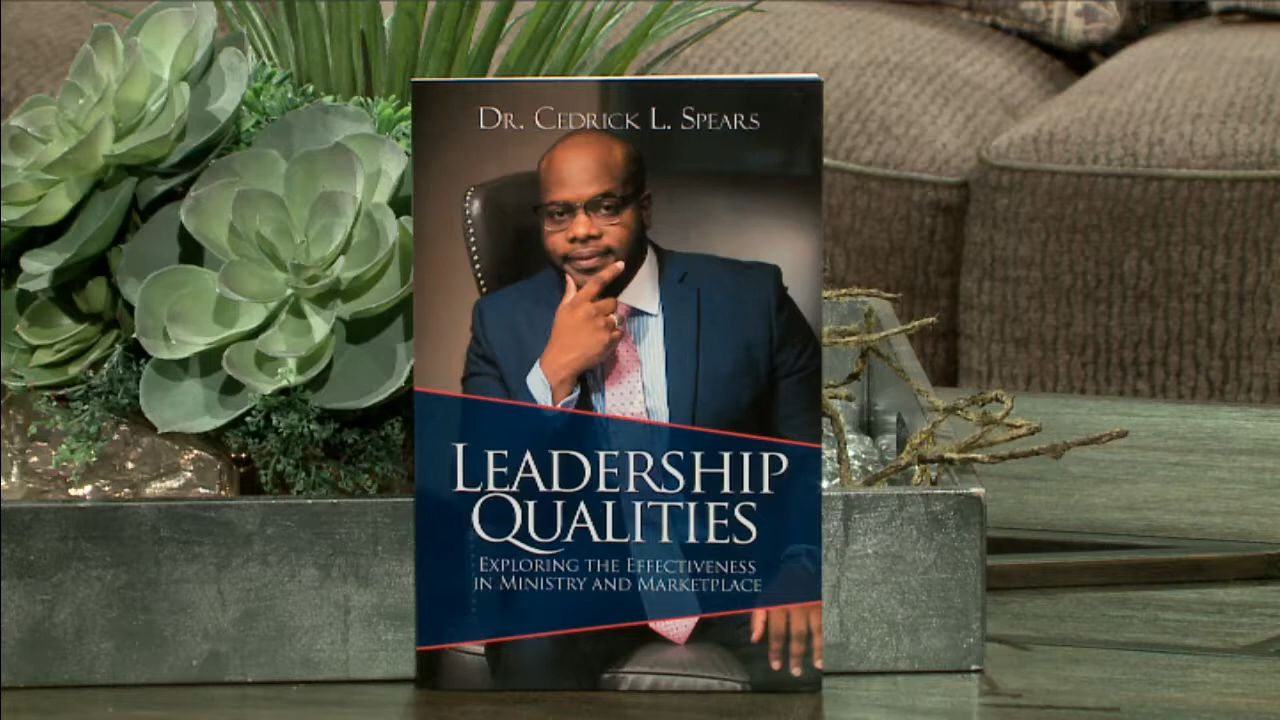 Dr. Cedrick L. Spears
Leadership
Qualities
Exploring the Effectiveness
in Ministry and Marketplace